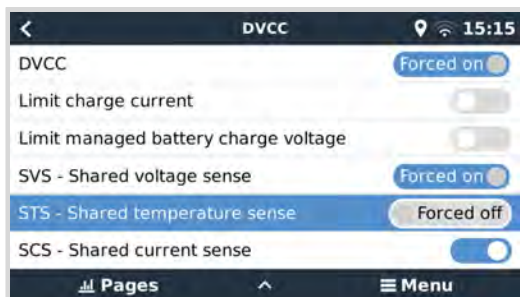 DVCC 15:15
DVCC Forced on
Limit charge current
Limit managed battery charge voltage
SVS - Shared voltage sense Forced on
STS - Shared temperature sense Forced off
SCS - Shared current sense
Pages Menu